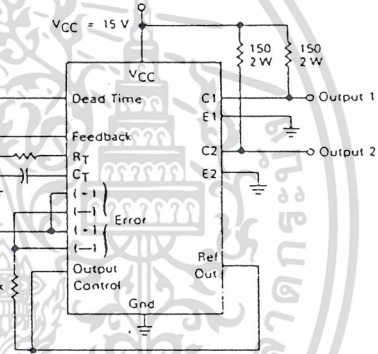 VCC = 15 V
150
2 W
150
2 W
VCC
Dead Time
C1
Output 1
E1
Feedback
RT
C2
Output 2
CT
E2
(+)
(—)
Error
(+)
(—)
Ref
Out
Output
Control
Gnd